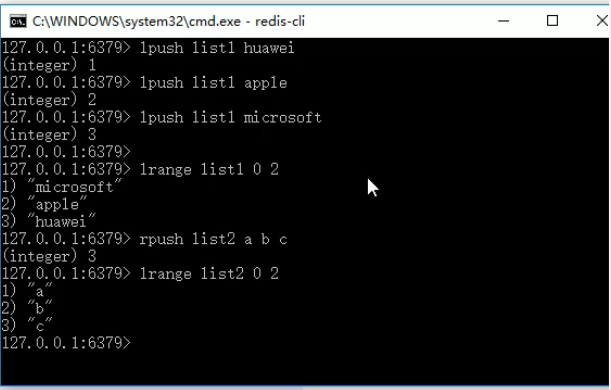 C:\WINDOWS\system32\cmd.exe - redis-cli
127.0.0.1:6379> lpush list1 huawei
(integer) 1
127.0.0.1:6379> lpush list1 apple
(integer) 2
127.0.0.1:6379> lpush list1 microsoft
(integer) 3
127.0.0.1:6379>
127.0.0.1:6379> lrange list1 0 2
1) "microsoft"
2) "apple"
3) "huawei"
127.0.0.1:6379> rpush list2 a b c
(integer) 3
127.0.0.1:6379> lrange list2 0 2
1) "a"
2) "b"
3) "c"
127.0.0.1:6379>